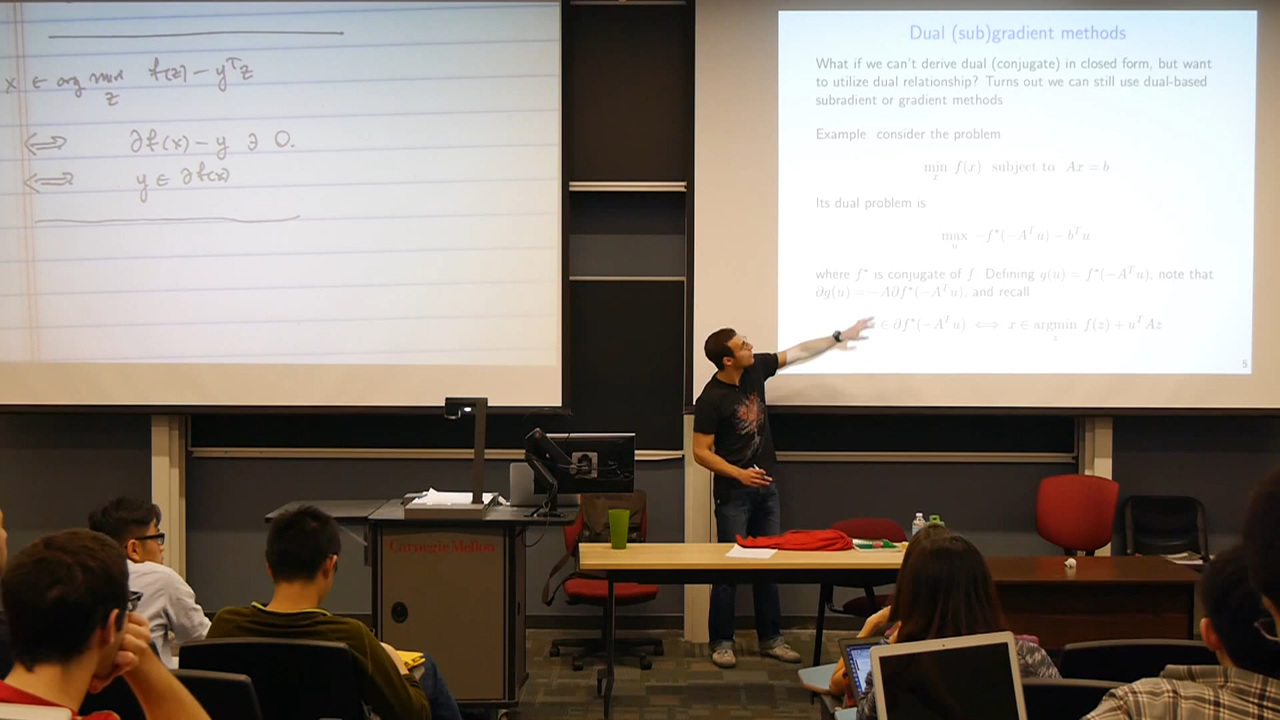 x ∈ arg min f(z) − yᵀz
z
⟺ ∂f(x) − y ∋ 0.
⟺ y ∈ ∂f(x)
Dual (sub)gradient methods
What if we can't derive dual (conjugate) in closed form, but want
to utilize dual relationship? Turns out we can still use dual-based
subradient or gradient methods
Example consider the problem
min f(x) subject to Ax = b
x
Its dual problem is
max −f*(−Aᵀu) − bᵀu
u
where f* is conjugate of f. Defining g(u) = f*(−Aᵀu), note that
∂g(u) = −A∂f*(−Aᵀu), and recall
∈ ∂f*(−Aᵀu) ⟺ x ∈ argmin f(z) + uᵀAz
z
5
Carnegie Mellon